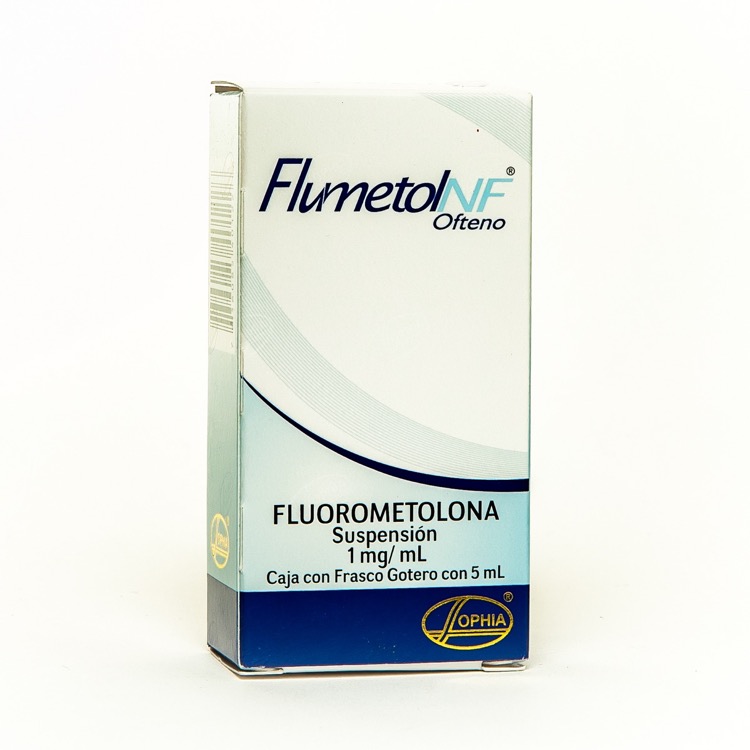 FlumetolNF®
Ofteno
FLUOROMETOLONA
Suspensión
1 mg/ mL
Caja con Frasco Gotero con 5 mL
SOPHIA®